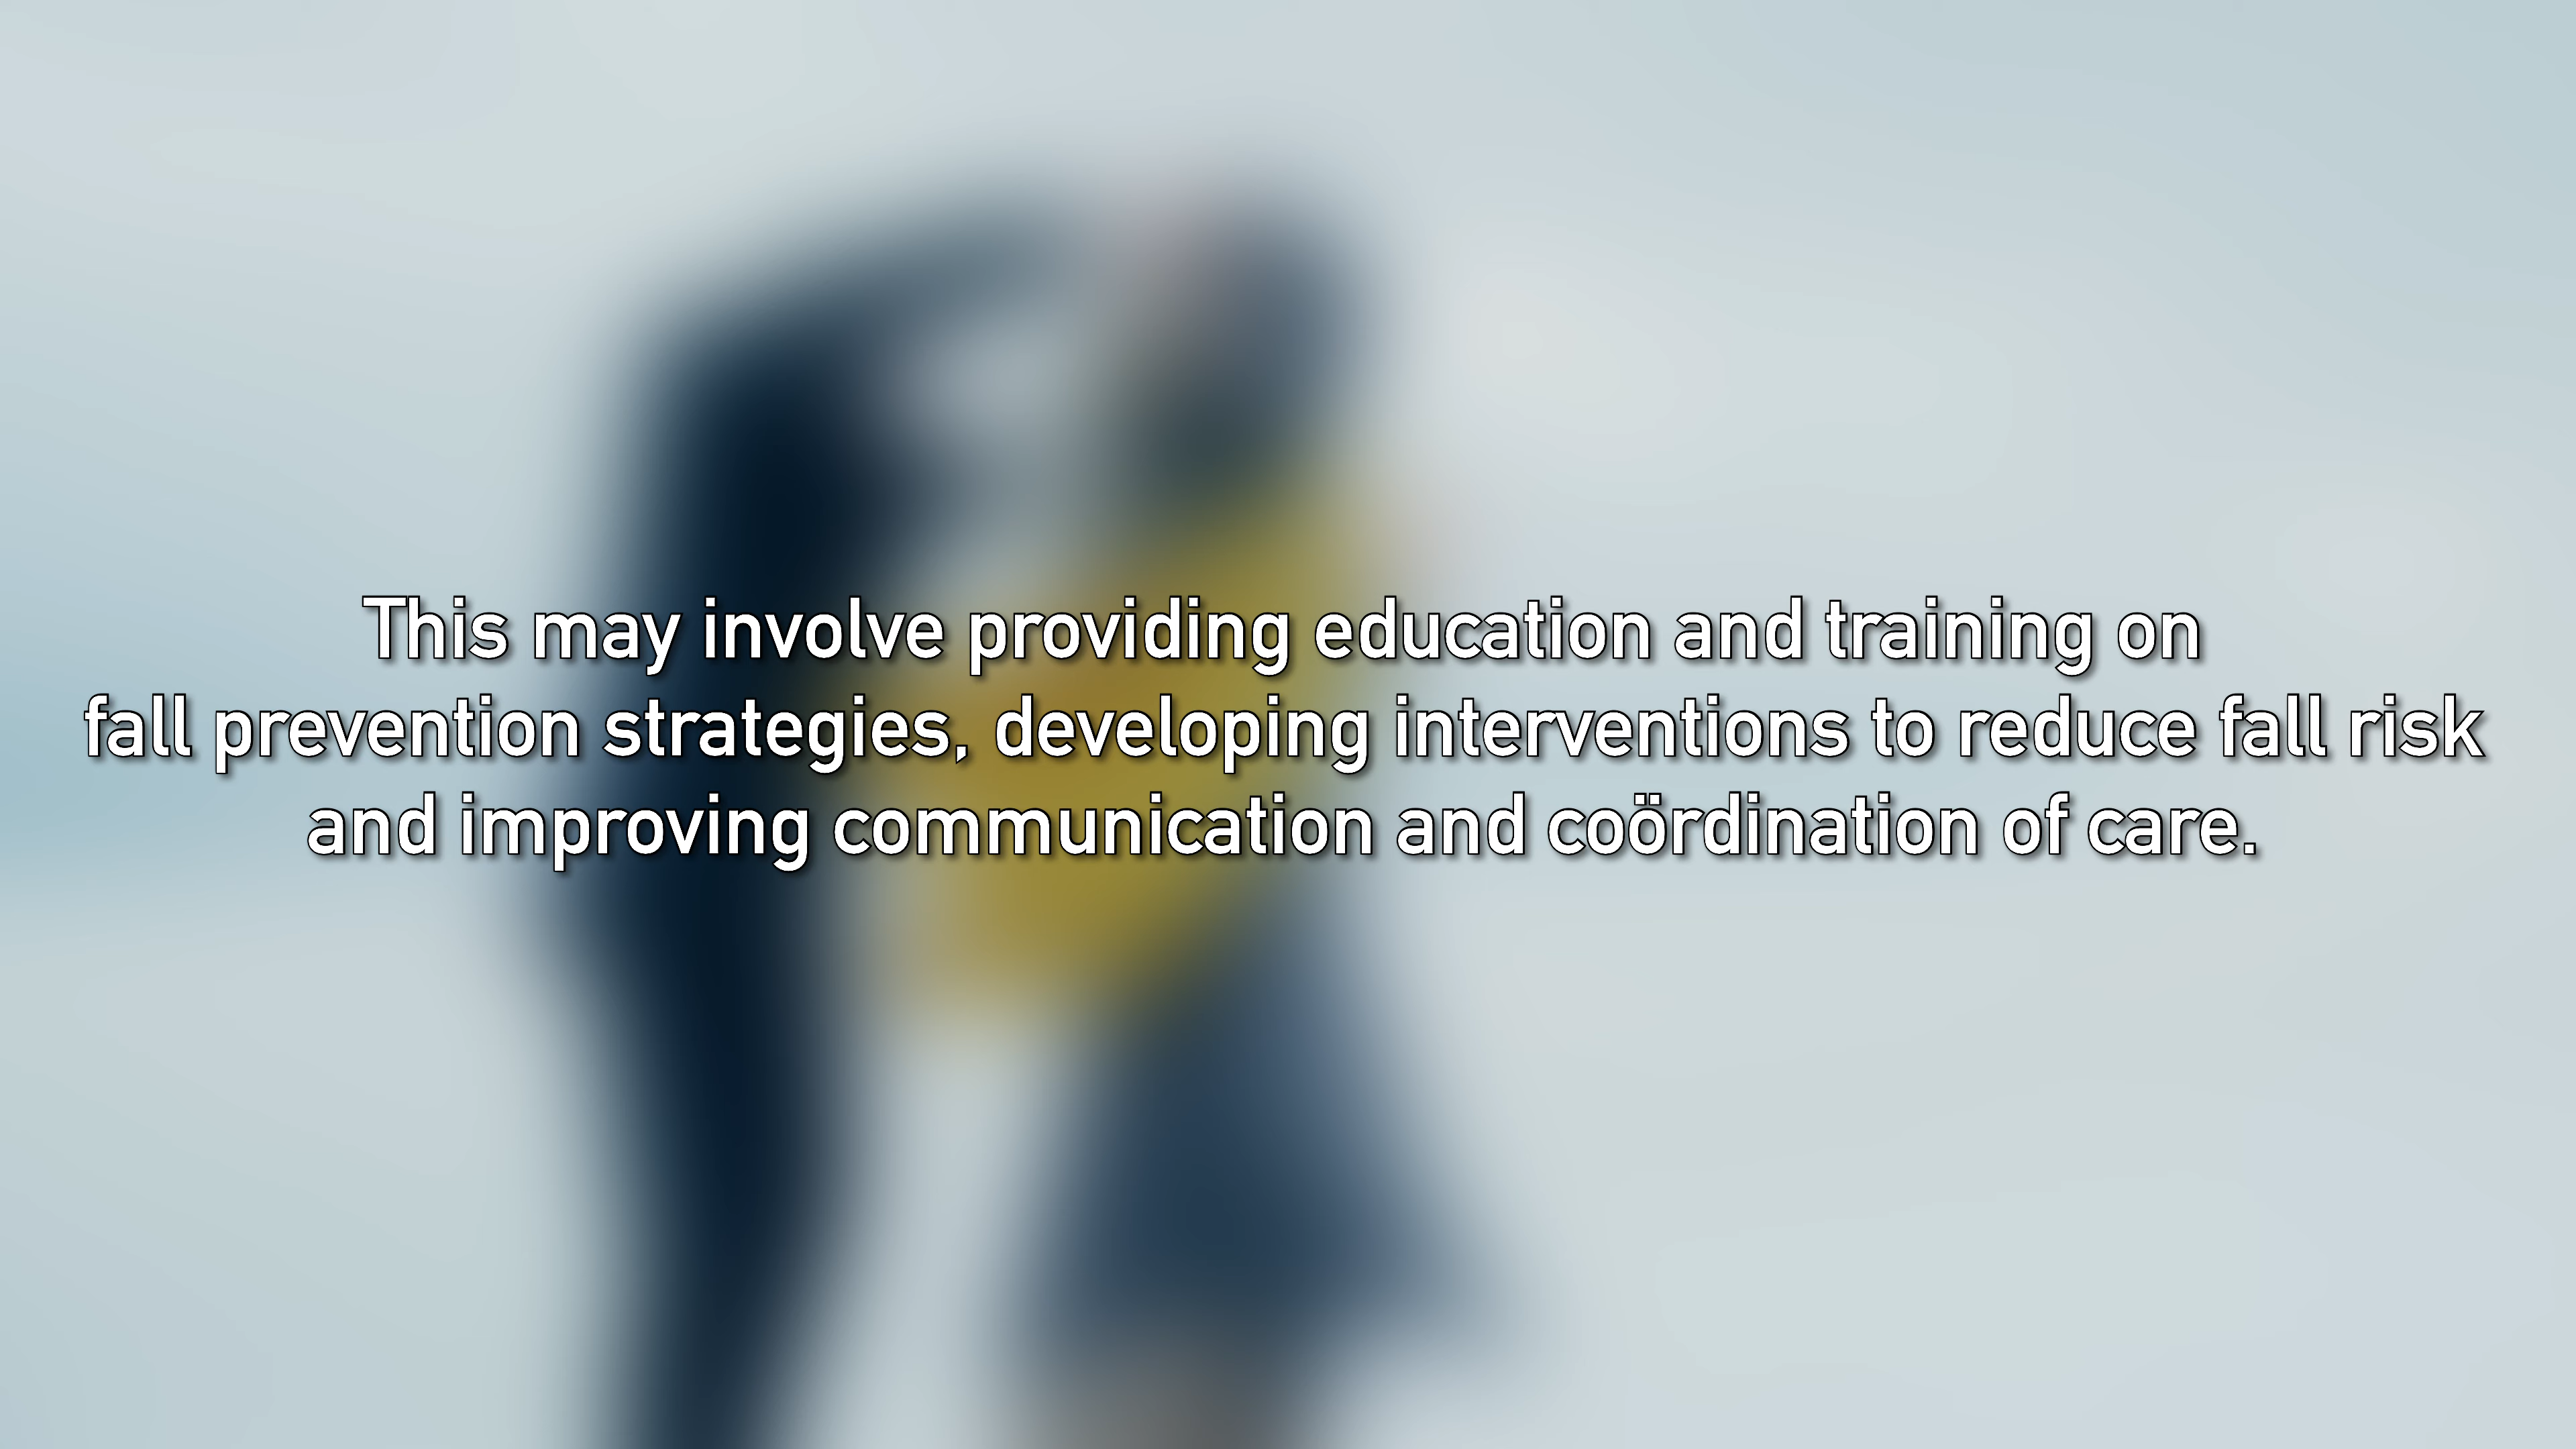 This may involve providing education and training on
fall prevention strategies, developing interventions to reduce fall risk
and improving communication and coördination of care.